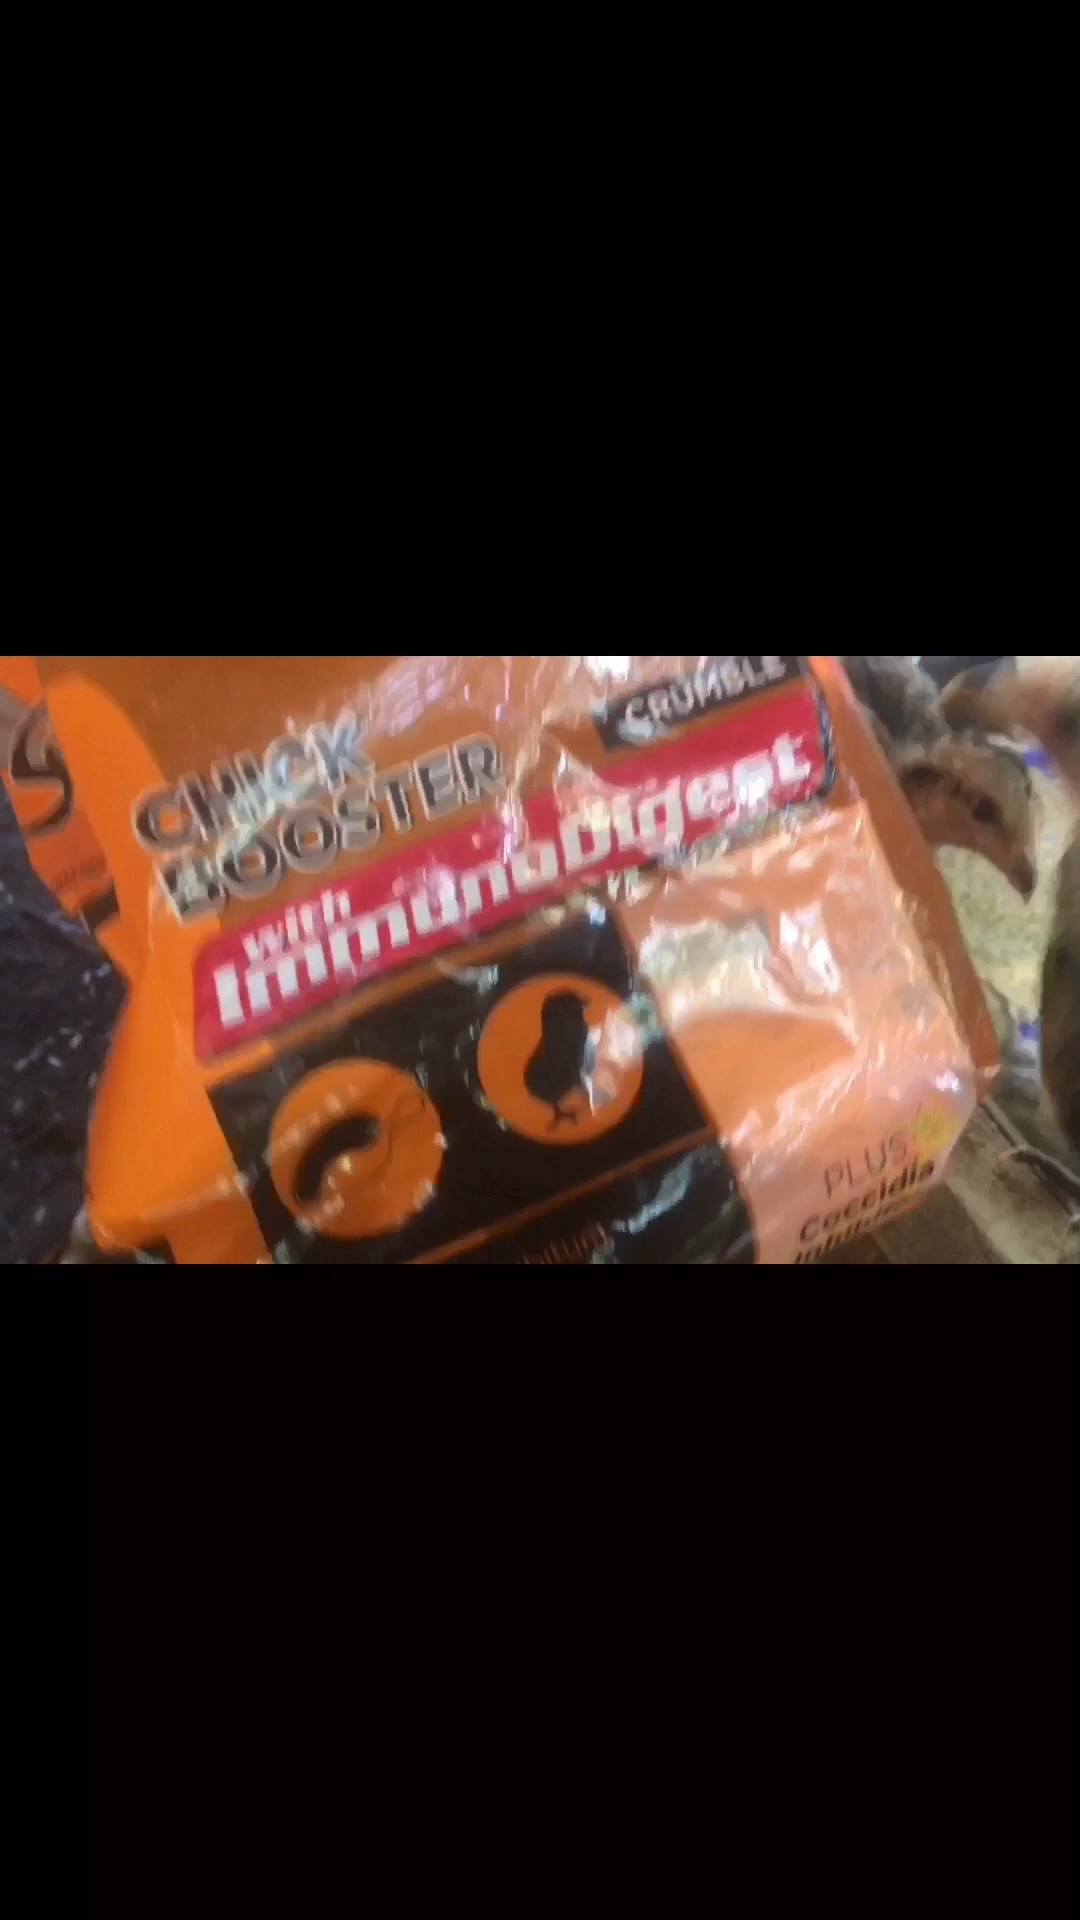 CRUMBLE
CHICK
BOOSTER
with
ImmunoDigest
PLUS
Coccidia